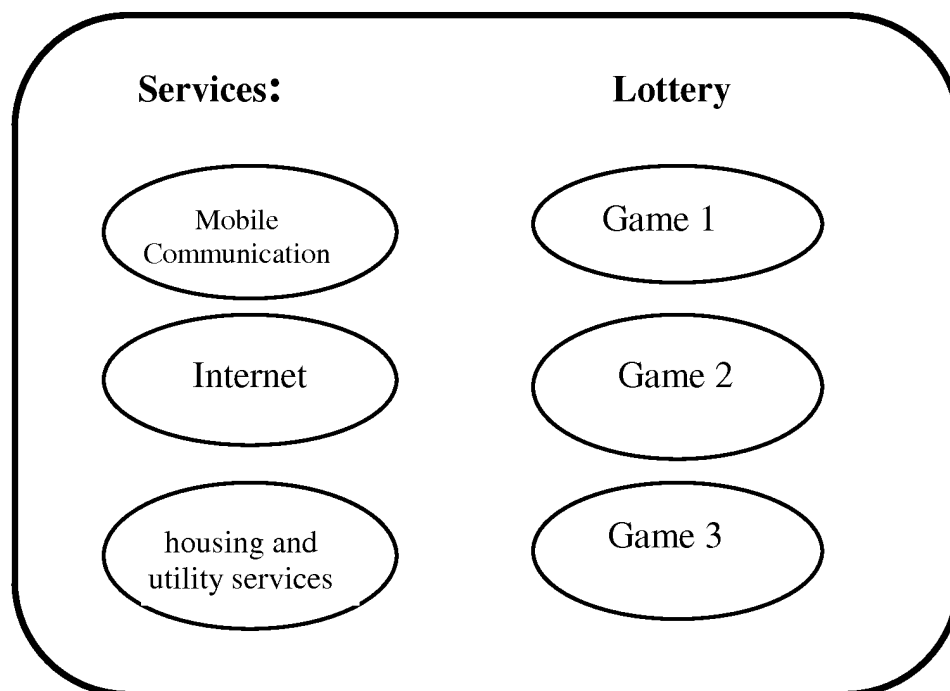 Services:
Mobile
Communication
Internet
housing and
utility services
Lottery
Game 1
Game 2
Game 3